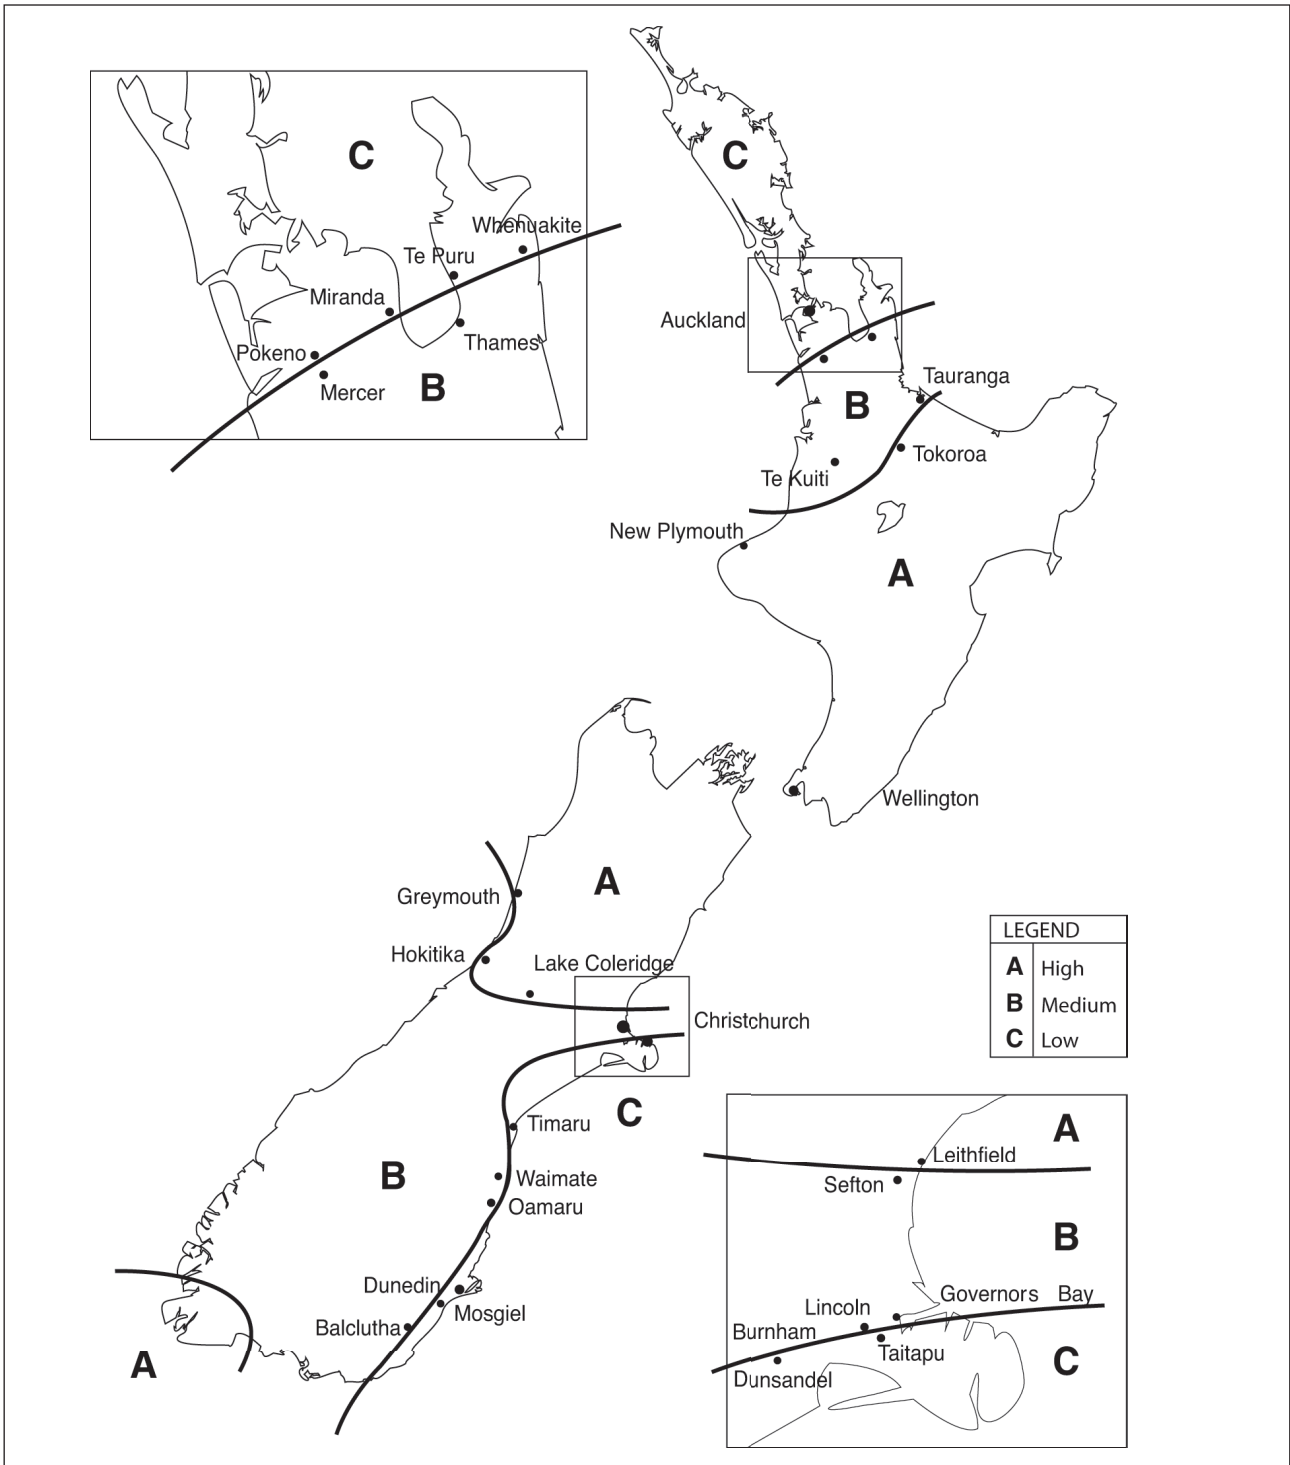 C
C
Whenuakite
Te Puru
Miranda
Auckland
Thames
Pokeno
Mercer
B
Tauranga
B
Tokoroa
Te Kuiti
New Plymouth
A
Wellington
A
Greymouth
Hokitika
Lake Coleridge
LEGEND
A High
B Medium
C Low
Christchurch
C
Timaru
B
Waimate
Oamaru
Dunedin
Mosgiel
Balclutha
A
A
Leithfield
Sefton
B
Governors Bay
Lincoln
Burnham
Taitapu
C
Dunsandel